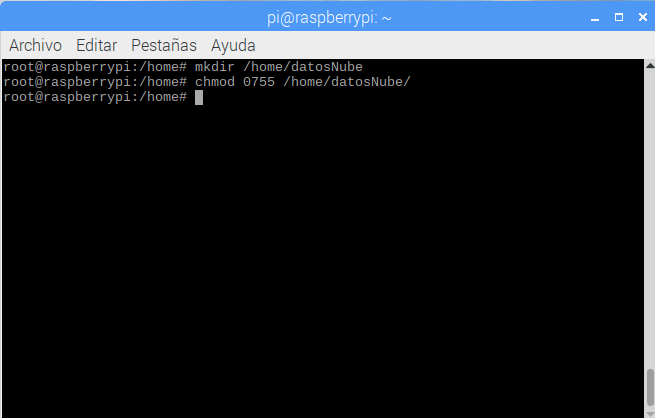 pi@raspberrypi: ~
Archivo Editar Pestañas Ayuda
root@raspberrypi:/home# mkdir /home/datosNube
root@raspberrypi:/home# chmod 0755 /home/datosNube/
root@raspberrypi:/home#